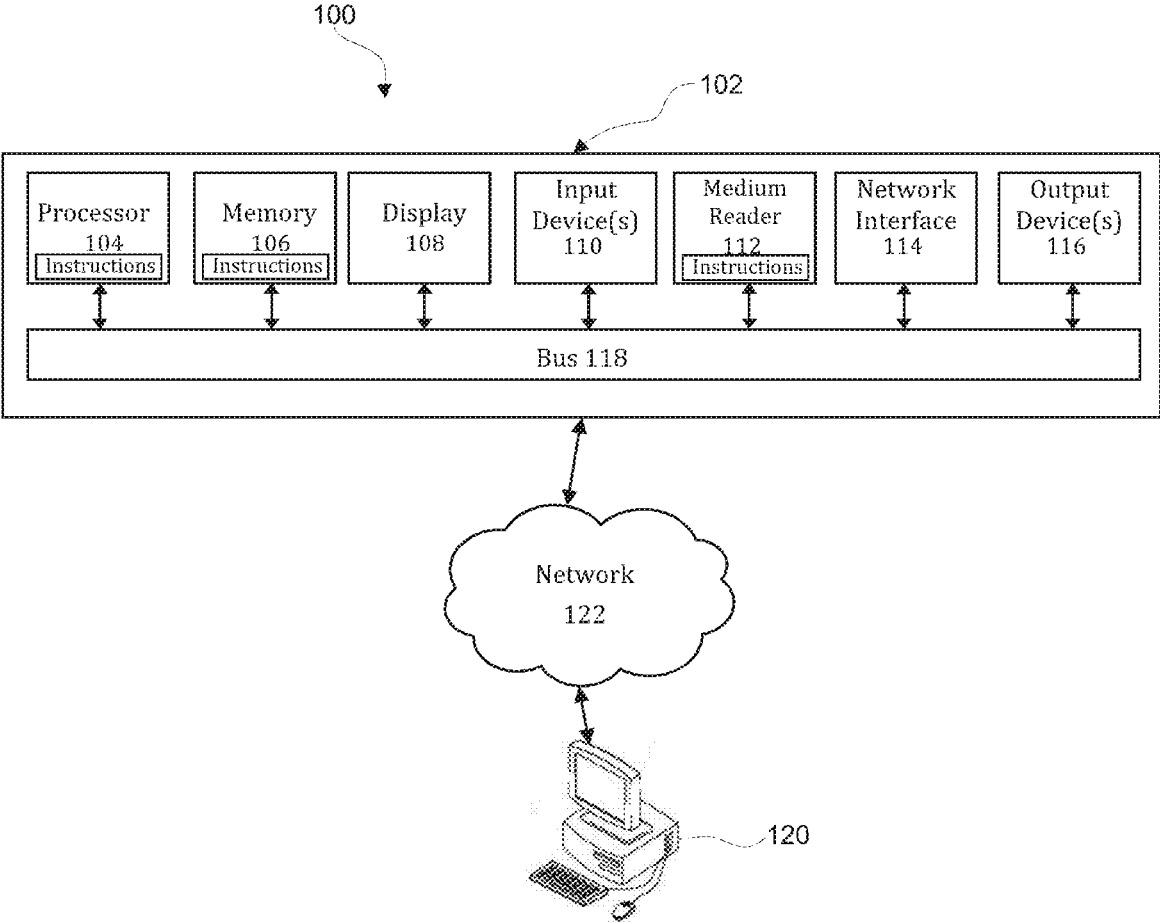 100
102
Processor
104
Instructions
Memory
106
Instructions
Display
108
Input
Device(s)
110
Medium
Reader
112
Instructions
Network
Interface
114
Output
Device(s)
116
Bus 118
Network
122
120